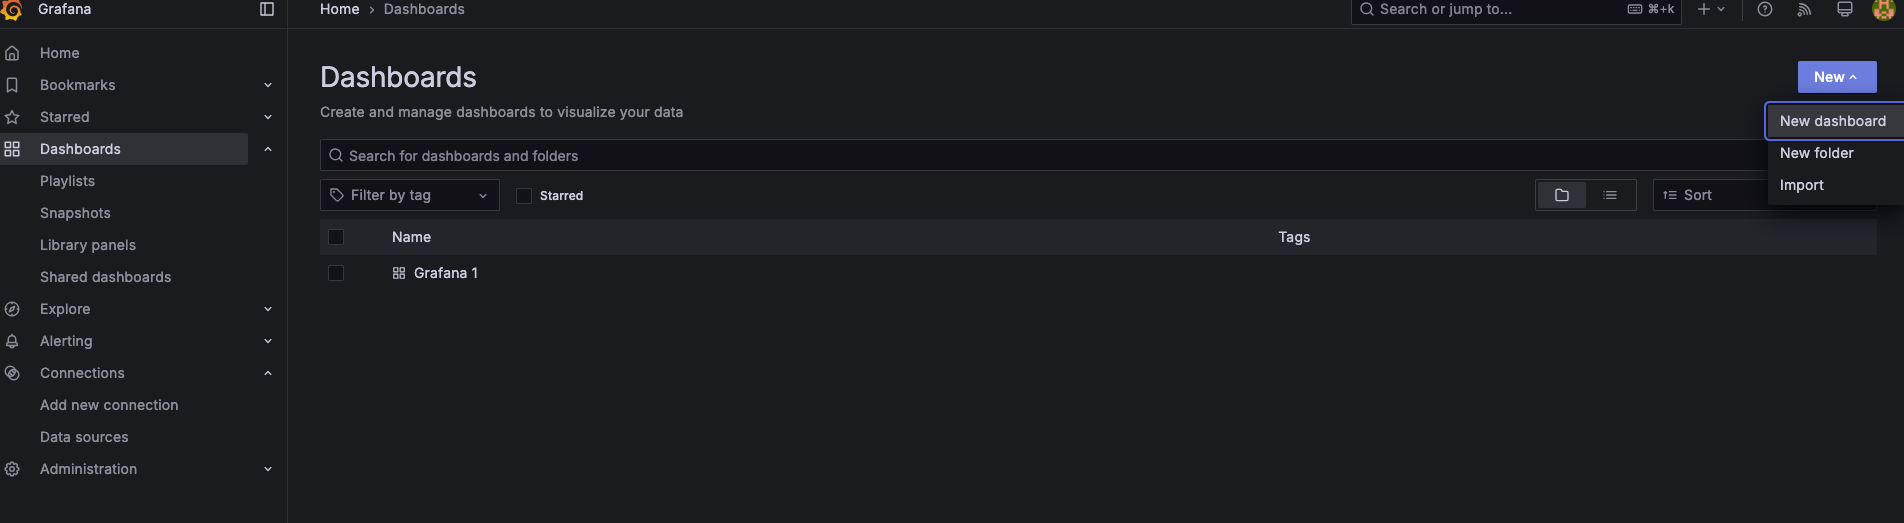 Grafana
Home › Dashboards
Search or jump to... ⌘+k
Home
Bookmarks
Starred
Dashboards
Playlists
Snapshots
Library panels
Shared dashboards
Explore
Alerting
Connections
Add new connection
Data sources
Administration
Dashboards
New
Create and manage dashboards to visualize your data
New dashboard
New folder
Import
Search for dashboards and folders
Filter by tag
Starred
Sort
Name Tags
Grafana 1